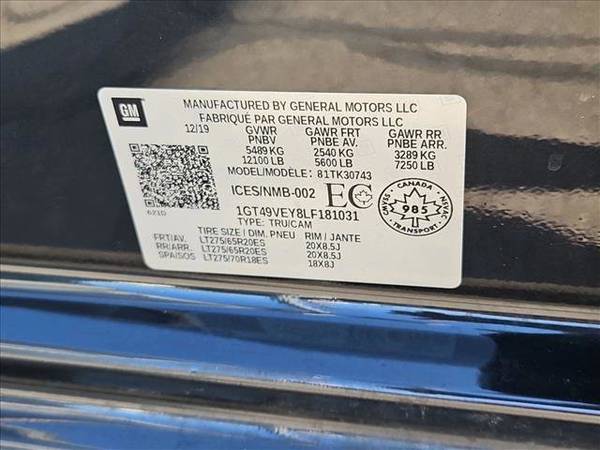 GM
MANUFACTURED BY GENERAL MOTORS LLC
FABRIQUÉ PAR GENERAL MOTORS LLC
12/19 GVWR GAWR FRT GAWR RR
PNBV PNBE AV. PNBE ARR.
5489 KG 2540 KG 3289 KG
12100 LB 5600 LB 7250 LB
MODEL/MODÈLE: 81TK30743
ICES/NMB-002 EC
621D 1GT49VEY8LF181031
TYPE: TRU/CAM
TIRE SIZE / DIM. PNEU RIM / JANTE
FRT/AV. LT275/65R20ES 20X8.5J
RR/ARR. LT275/65R20ES 20X8.5J
SPA/SOS LT275/70R18ES 18X8J
CANADA
985
TRANSPORT